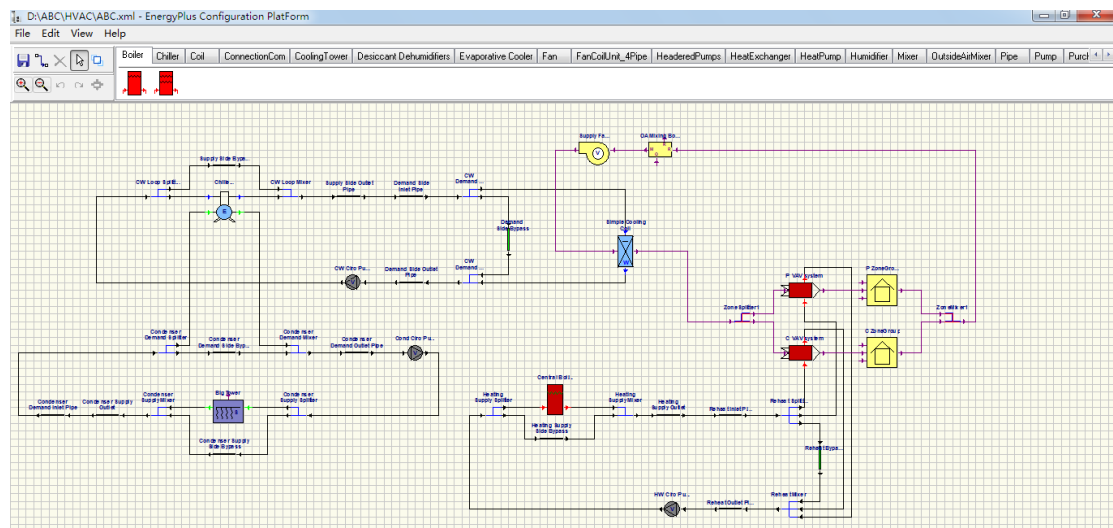 D:\ABC\HVAC\ABC.xml - EnergyPlus Configuration PlatForm
File Edit View Help
Boiler Chiller Coil ConnectionCom CoolingTower Desiccant Dehumidifiers Evaporative Cooler Fan FanCoilUnit_4Pipe HeaderedPumps HeatExchanger HeatPump Humidifier Mixer OutsideAirMixer Pipe Pump Purcl
Supply Fa...
OA Mixing Bo...
Supply Side Bype...
CW Loop Split...
Chille...
CW Loop Mixer
Supply Side Outlet
Pipe
Demand Side
Inlet Pipe
CW
Demand ...
Demand
Side Bypass
Simple Cooling
Coil
CW Circ Pu...
Demand Side Outlet
Pipe
CW
Demand ...
P VAV system
P ZoneGro...
ZoneSplitter1
ZoneMixer1
C VAV system
C ZoneGroup
Condenser
Demand Splitter
Condenser
Demand Side Byp...
Condenser
Demand Mixer
Condenser
Demand Outlet Pipe
Cond Circ Pu...
Condenser
Demand Inlet Pipe
Condenser Supply
Outlet
Condenser
Supply Mixer
Big Tower
Condenser
Supply Splitter
Condenser Supply
Side Bypass
Heating
Supply Splitter
Central Boil...
Heating
Supply Mixer
Heating
Supply Outlet
Reheat Inlet Pi...
Reheat Split...
Heating Supply
Side Bypass
Reheat Bypa...
HW Circ Pu...
Reheat Outlet Pi...
Reheat Mixer